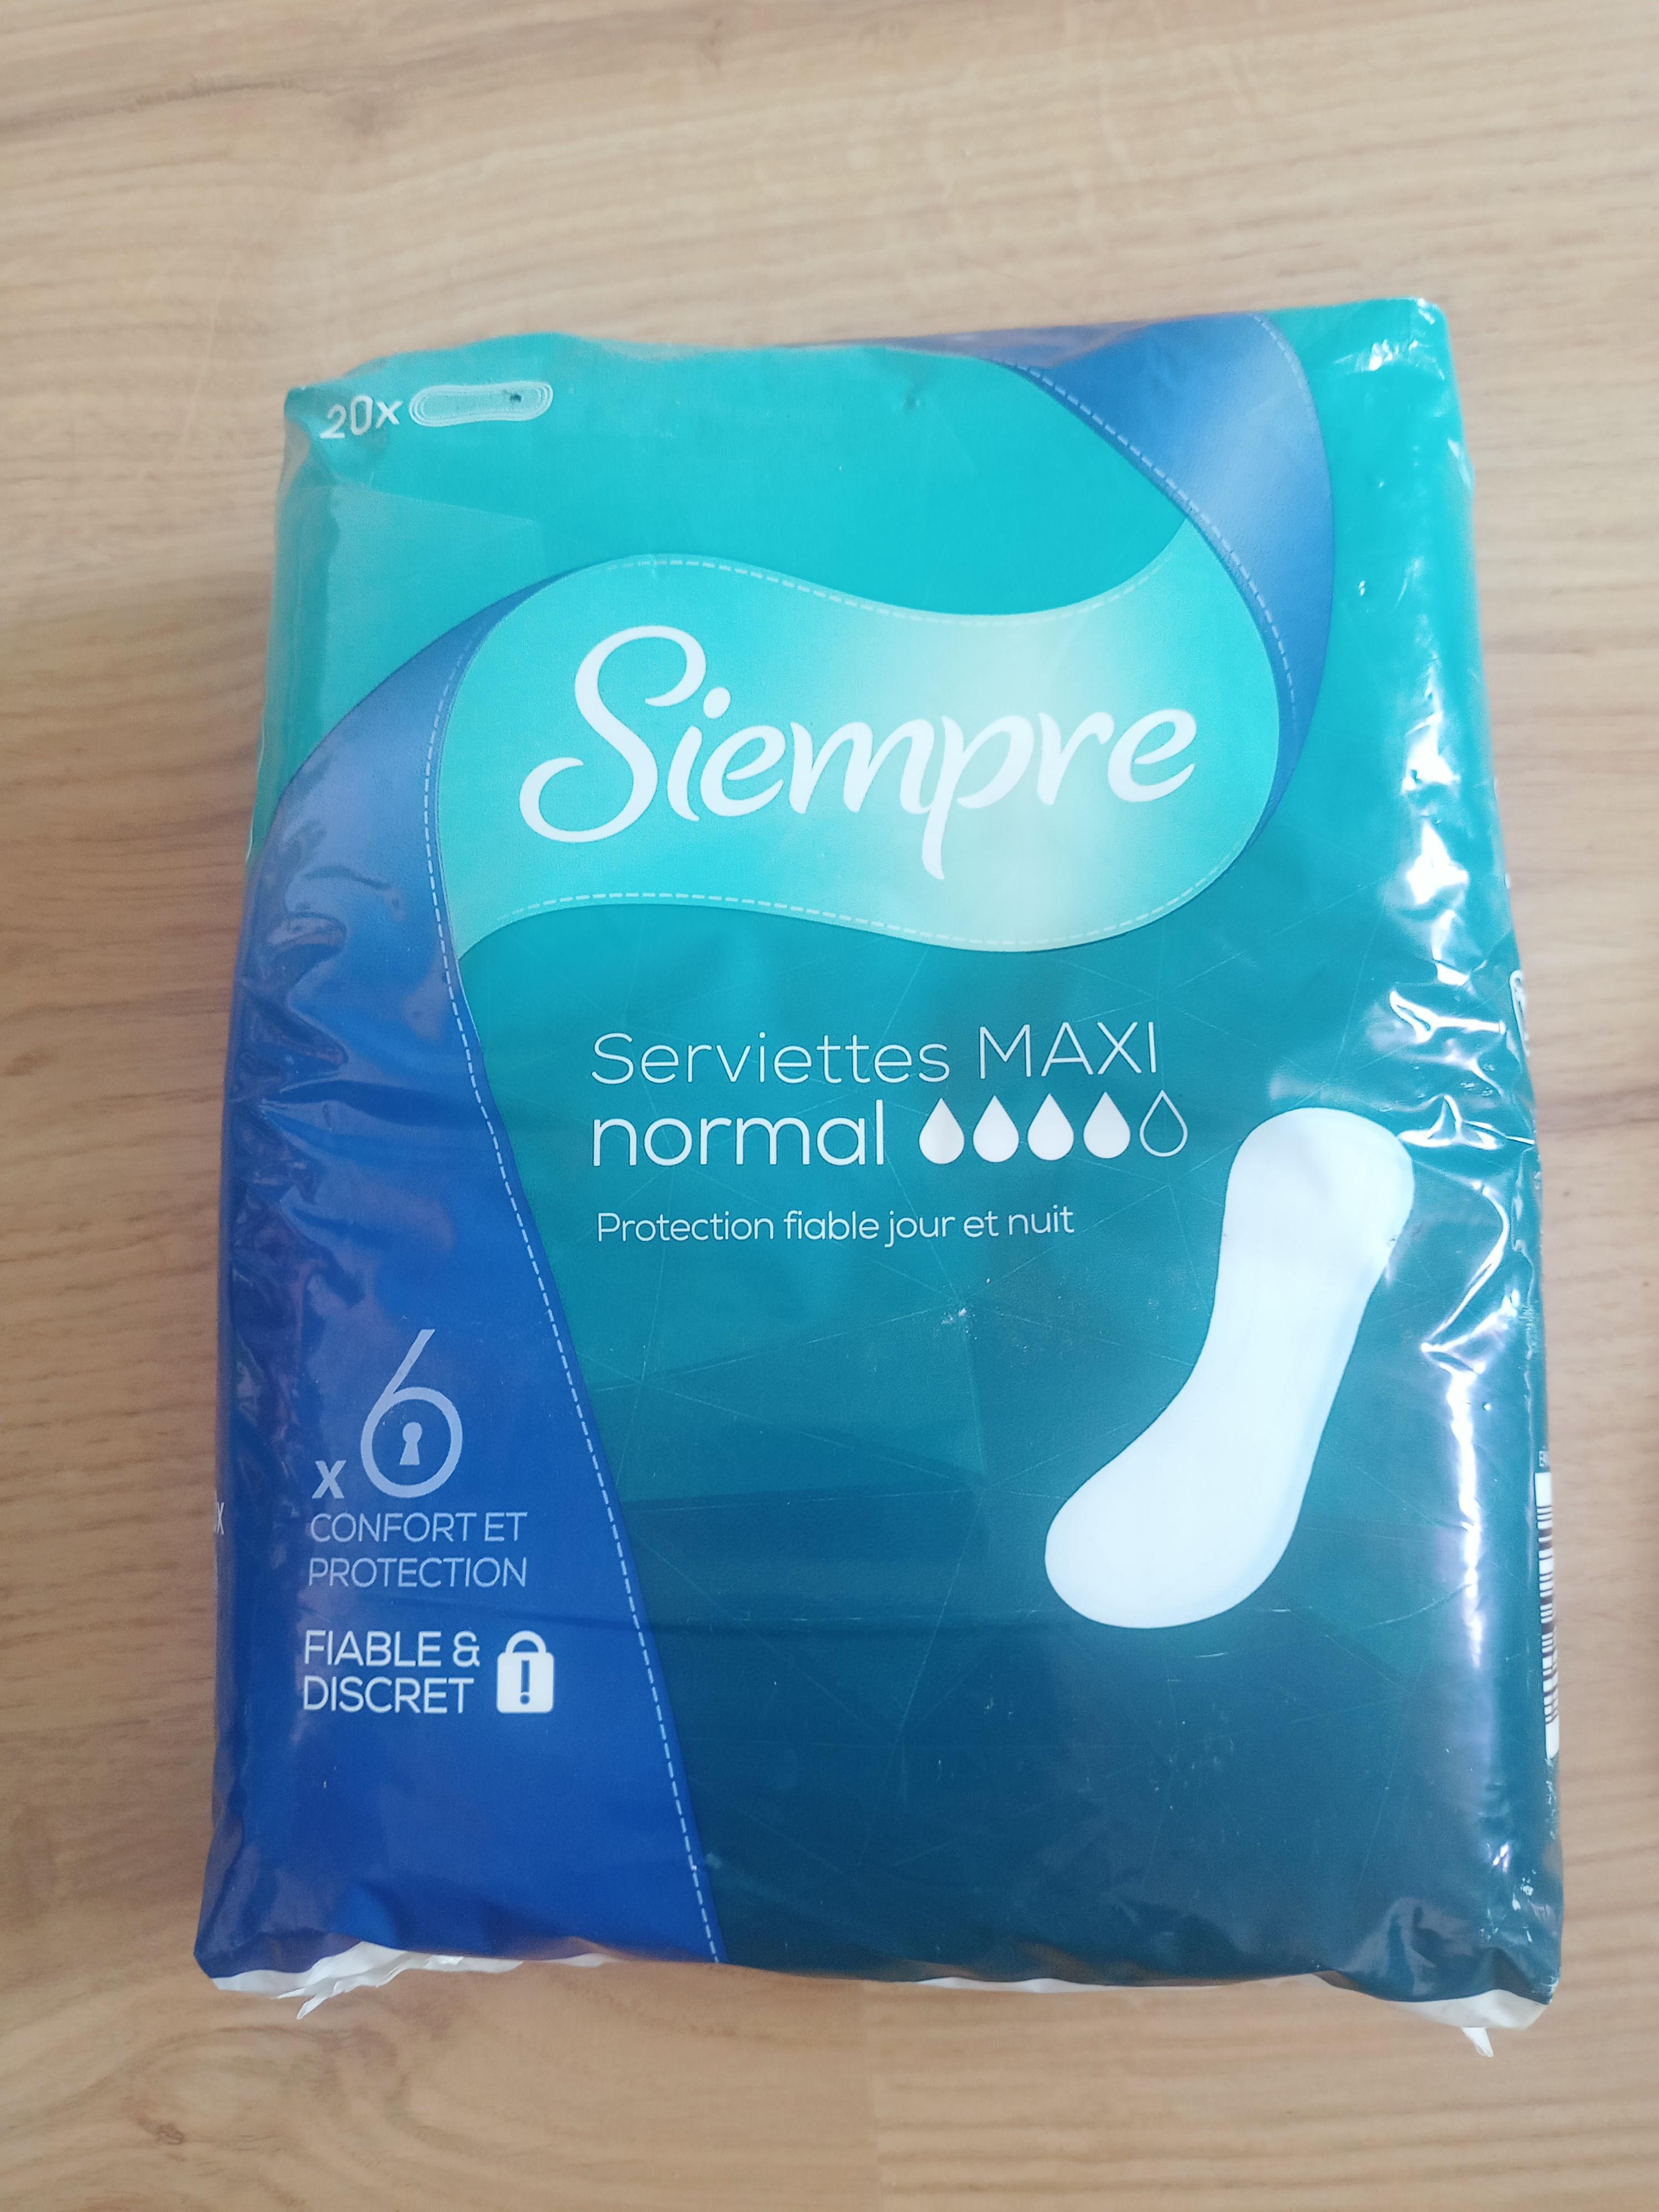 20x
Siempre
Serviettes MAXI
normal
Protection fiable jour et nuit
x6
CONFORT ET
PROTECTION
FIABLE &
DISCRET